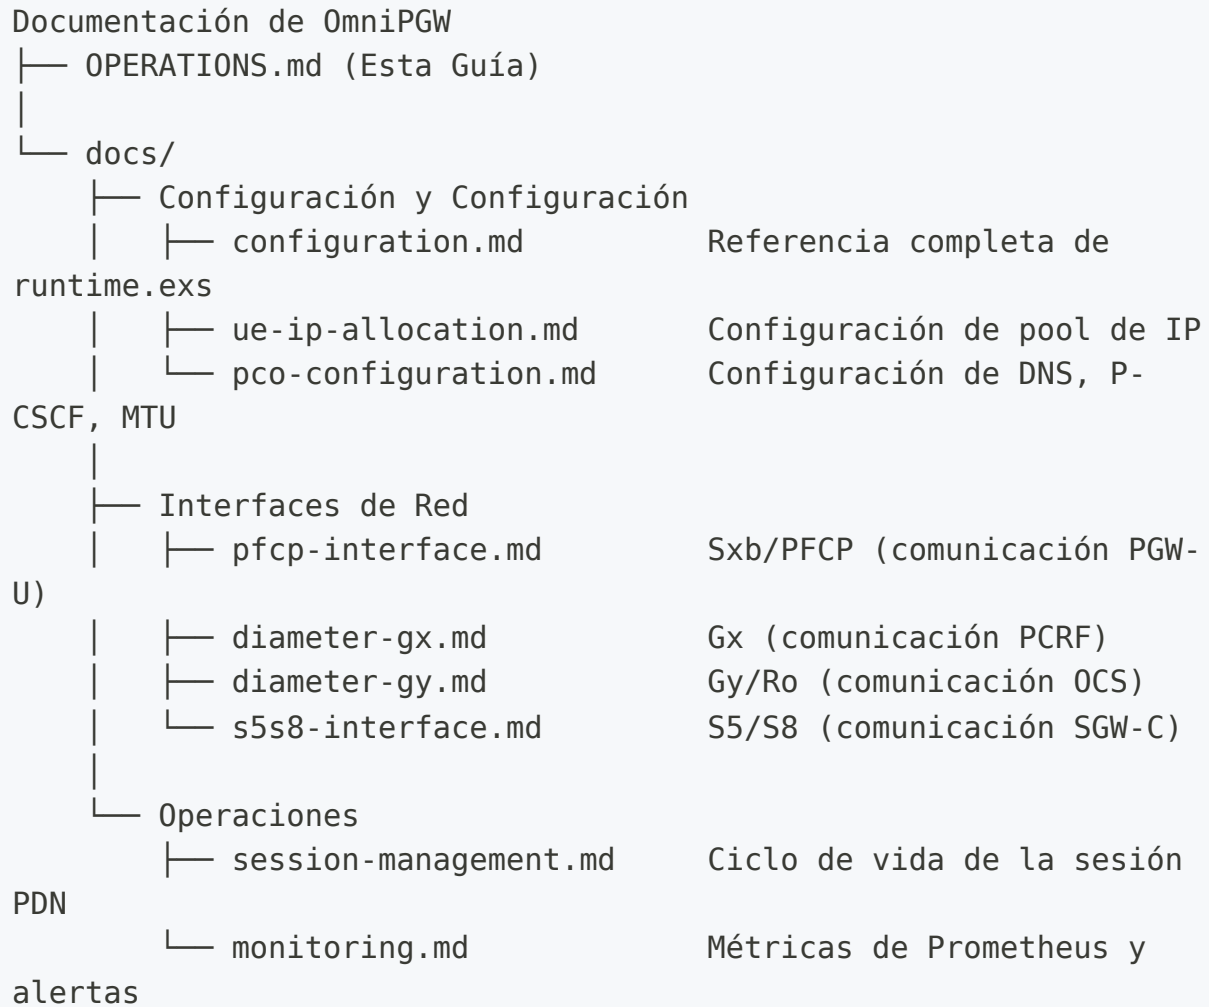 Documentación de OmniPGW
├── OPERATIONS.md (Esta Guía)
│
└── docs/
    ├── Configuración y Configuración
    │   ├── configuration.md          Referencia completa de
runtime.exs
    │   ├── ue-ip-allocation.md       Configuración de pool de IP
    │   └── pco-configuration.md      Configuración de DNS, P-
CSCF, MTU
    │
    ├── Interfaces de Red
    │   ├── pfcp-interface.md         Sxb/PFCP (comunicación PGW-
U)
    │   ├── diameter-gx.md            Gx (comunicación PCRF)
    │   ├── diameter-gy.md            Gy/Ro (comunicación OCS)
    │   └── s5s8-interface.md         S5/S8 (comunicación SGW-C)
    │
    └── Operaciones
        ├── session-management.md     Ciclo de vida de la sesión
PDN
        └── monitoring.md             Métricas de Prometheus y
alertas